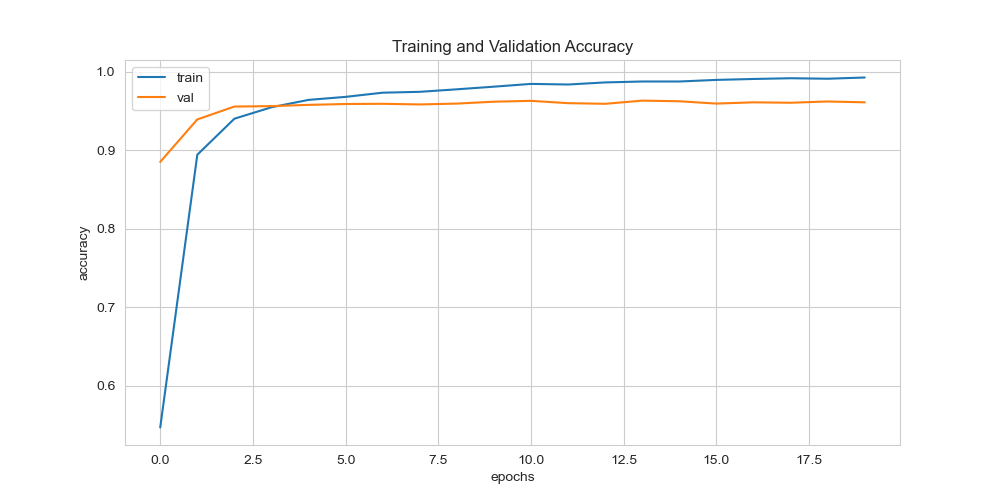 Training and Validation Accuracy
train
val
1.0
0.9
0.8
0.7
0.6
accuracy
0.0 2.5 5.0 7.5 10.0 12.5 15.0 17.5
epochs